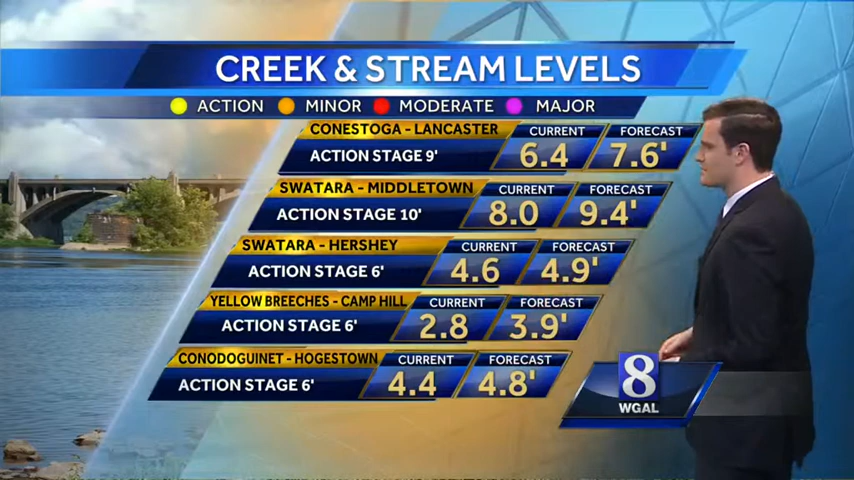 CREEK & STREAM LEVELS
ACTION MINOR MODERATE MAJOR
CONESTOGA - LANCASTER CURRENT FORECAST
ACTION STAGE 9' 6.4 7.6'
SWATARA - MIDDLETOWN CURRENT FORECAST
ACTION STAGE 10' 8.0 9.4'
SWATARA - HERSHEY CURRENT FORECAST
ACTION STAGE 6' 4.6 4.9'
YELLOW BREECHES - CAMP HILL CURRENT FORECAST
ACTION STAGE 6' 2.8 3.9'
CONODOGUINET - HOGESTOWN CURRENT FORECAST
ACTION STAGE 6' 4.4 4.8'
8
WGAL